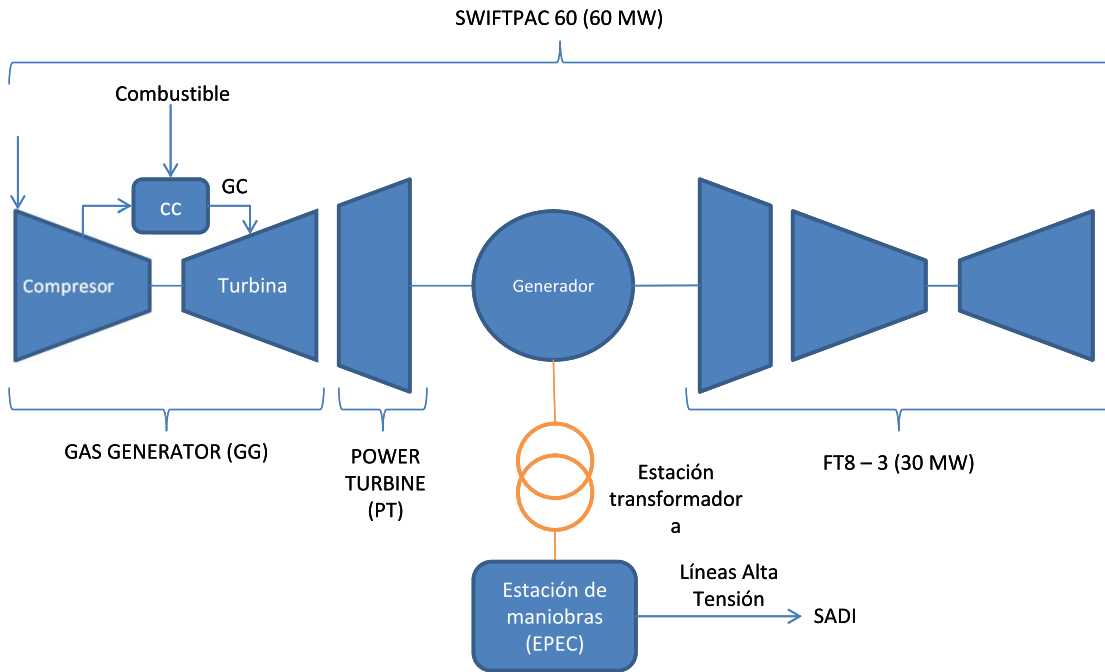 SWIFTPAC 60 (60 MW)
Combustible
GC
cc
Compresor
Turbina
Generador
GAS GENERATOR (GG)
POWER
TURBINE
(PT)
FT8 – 3 (30 MW)
Estación
transformador
a
Estación de
maniobras
(EPEC)
Líneas Alta
Tensión
SADI